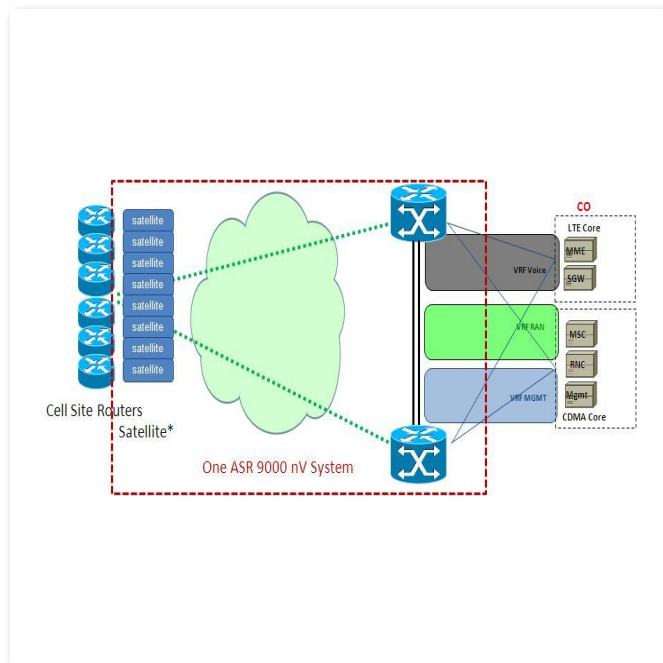 CO
LTE Core
satellite
satellite
satellite
satellite
satellite
satellite
satellite
satellite
MME
VRF Voice
SGW
VRF RAN
MSC
RNC
VRF MGMT
Mgmt
Cell Site Routers
CDMA Core
Satellite*
One ASR 9000 nV System